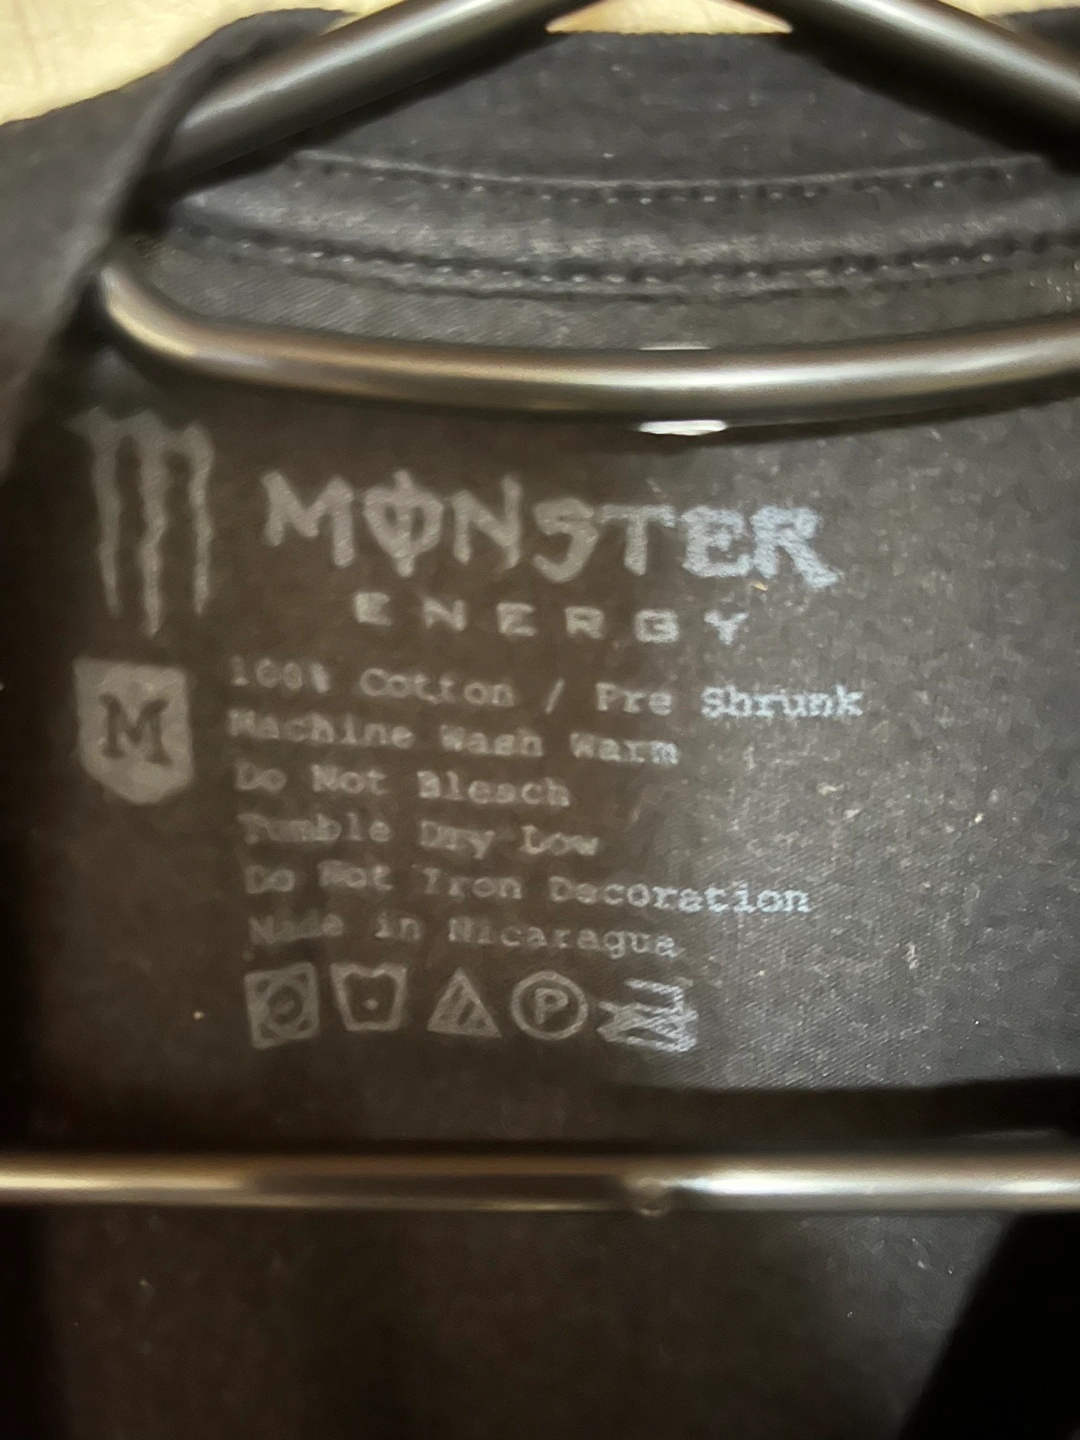 MONSTER
ENERGY
M
100% Cotton / Pre Shrunk
Machine Wash Warm
Do Not Bleach
Tumble Dry Low
Do Not Iron Decoration
Made in Nicaragua
P